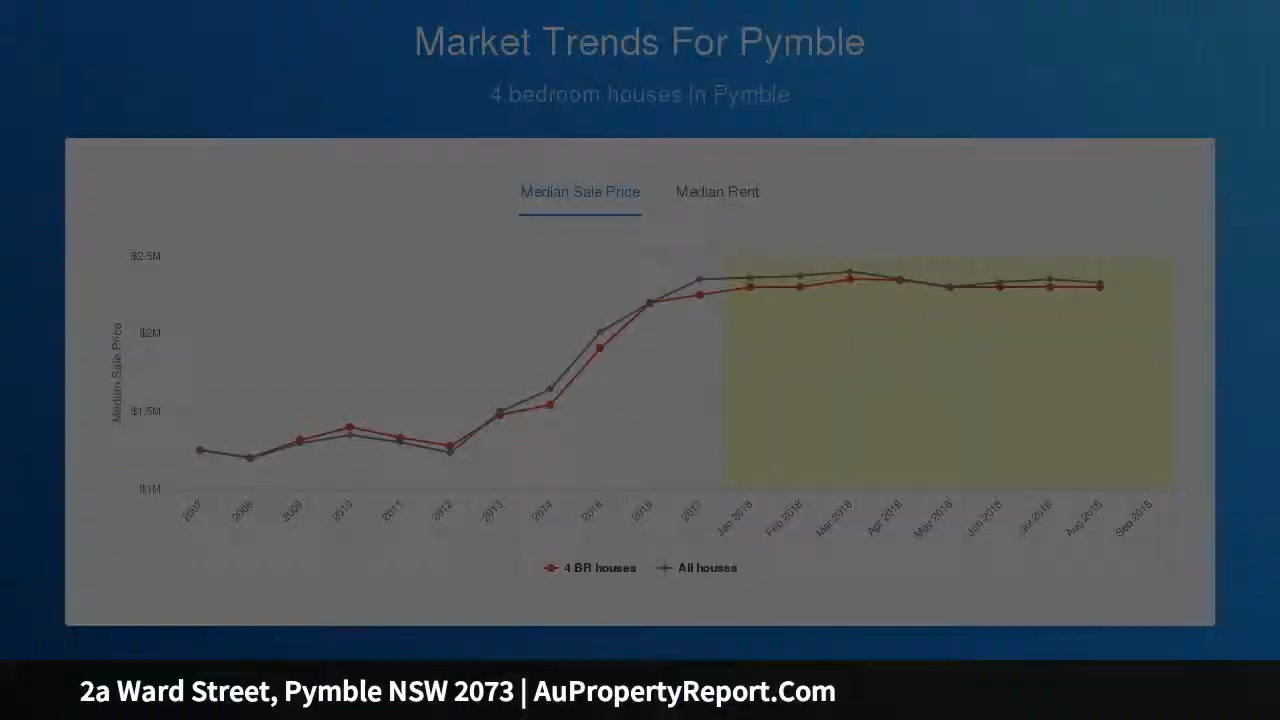 Market Trends For Pymble
4 bedroom houses in Pymble
Median Sale Price Median Rent
$2.5M
$2M
$1.5M
$1M
Median Sale Price
2007 2008 2009 2010 2011 2012 2013 2014 2015 2016 2017 Jan 2018 Feb 2018 Mar 2018 Apr 2018 May 2018 Jun 2018 Jul 2018 Aug 2018 Sep 2018
4 BR houses All houses
2a Ward Street, Pymble NSW 2073 | AuPropertyReport.Com